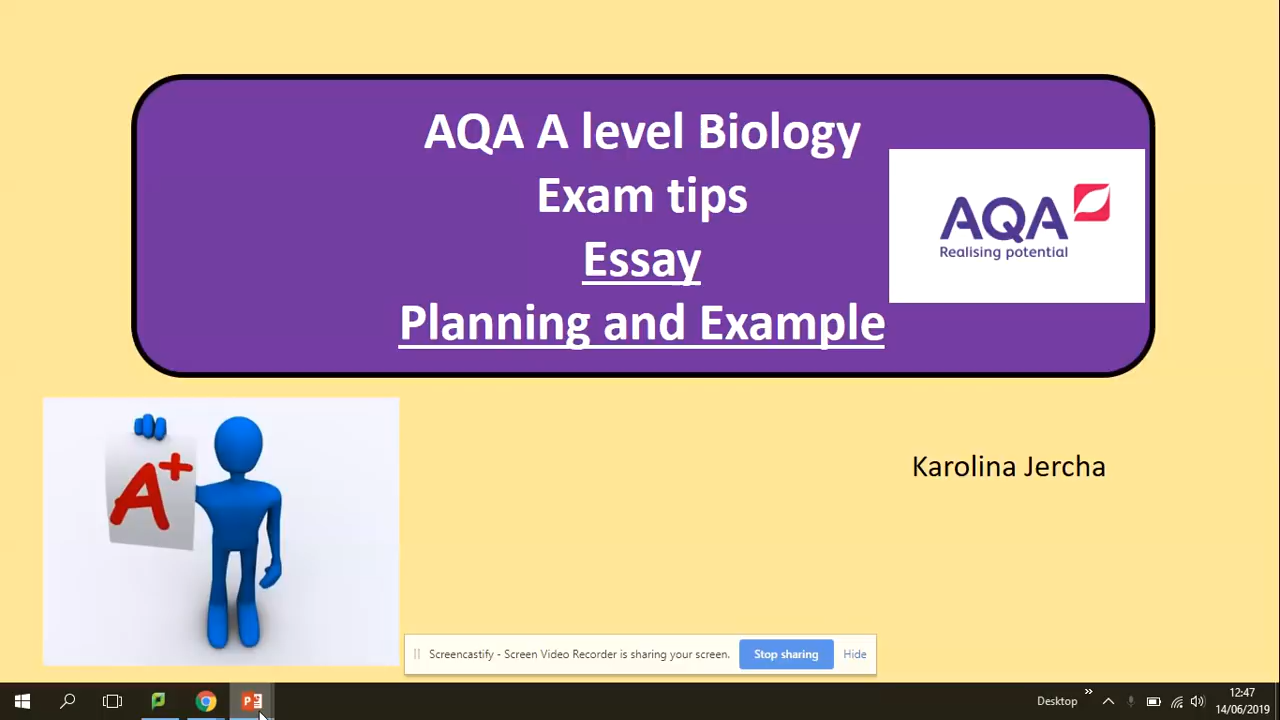 AQA A level Biology
Exam tips
Essay
Planning and Example
AQA
Realising potential
A+
Karolina Jercha
Screencastify - Screen Video Recorder is sharing your screen.
Stop sharing
Hide
Desktop
12:47
14/06/2019